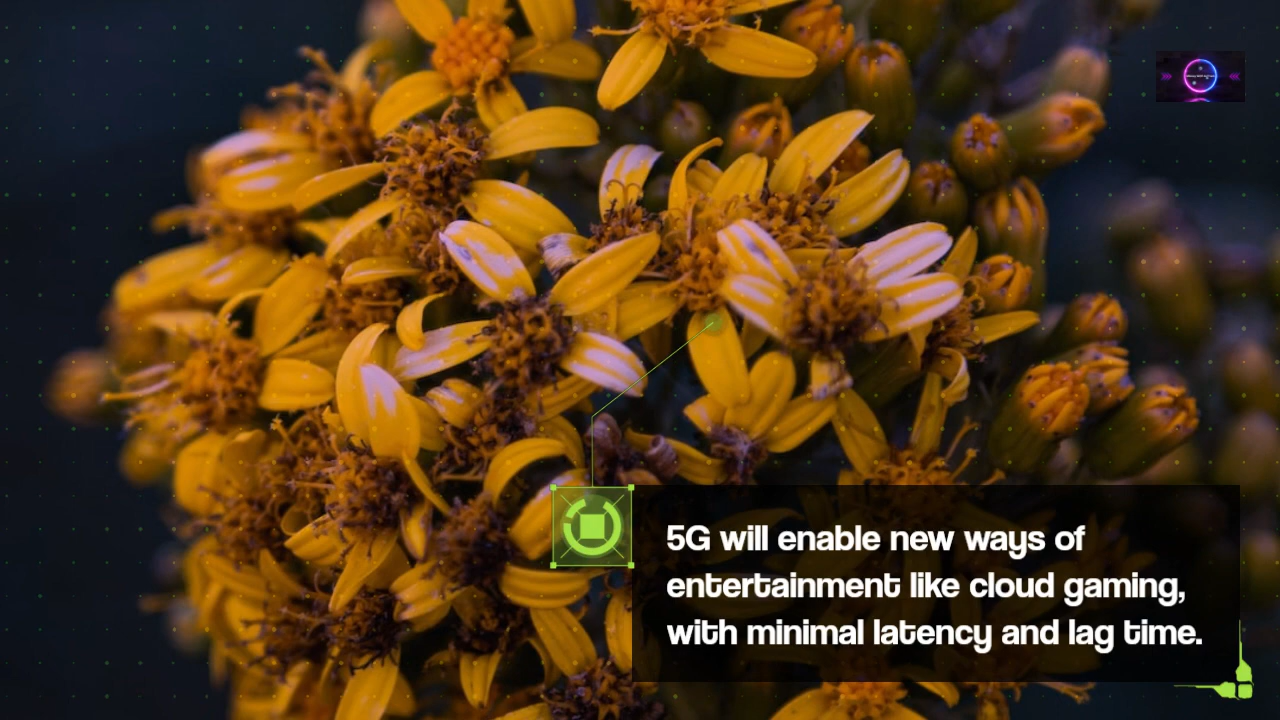 5G will enable new ways of
entertainment like cloud gaming,
with minimal latency and lag time.